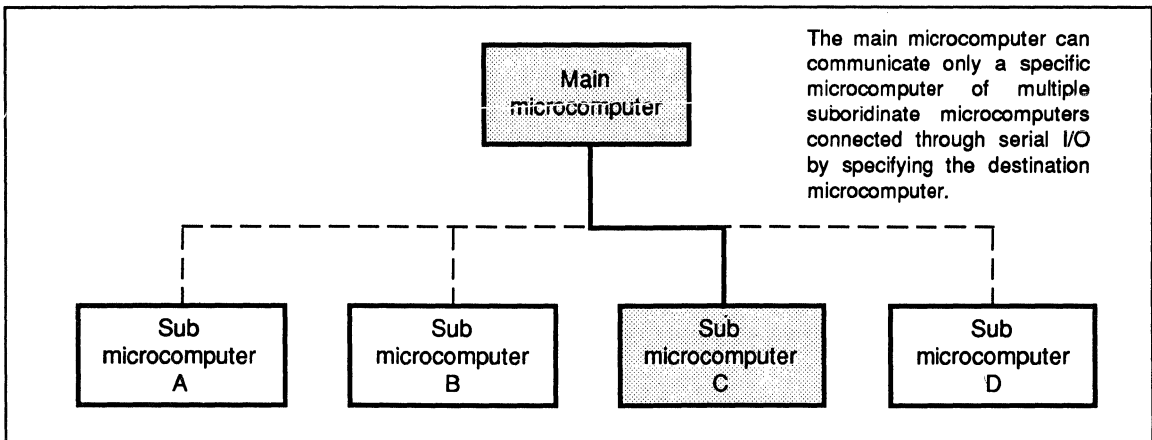 Main
microcomputer
The main microcomputer can
communicate only a specific
microcomputer of multiple
suboridinate microcomputers
connected through serial I/O
by specifying the destination
microcomputer.
Sub
microcomputer
A
Sub
microcomputer
B
Sub
microcomputer
C
Sub
microcomputer
D